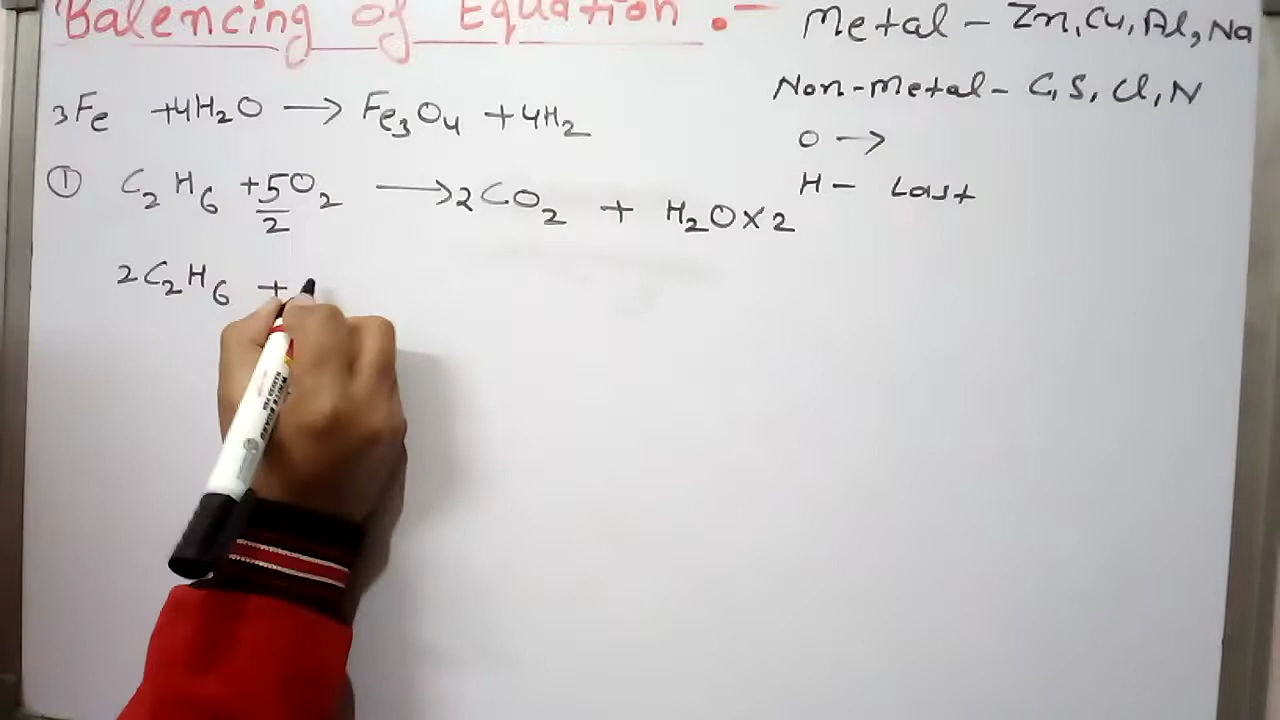 Balencing of Equation :-
Metal - Zn, Cu, Al, Na
Non-metal - C, S, Cl, N
O →
H - Last
3Fe +4H₂O → Fe₃O₄ +4H₂
① C₂H₆ +5/2 O₂ → 2CO₂ + H₂O×2
2C₂H₆ +